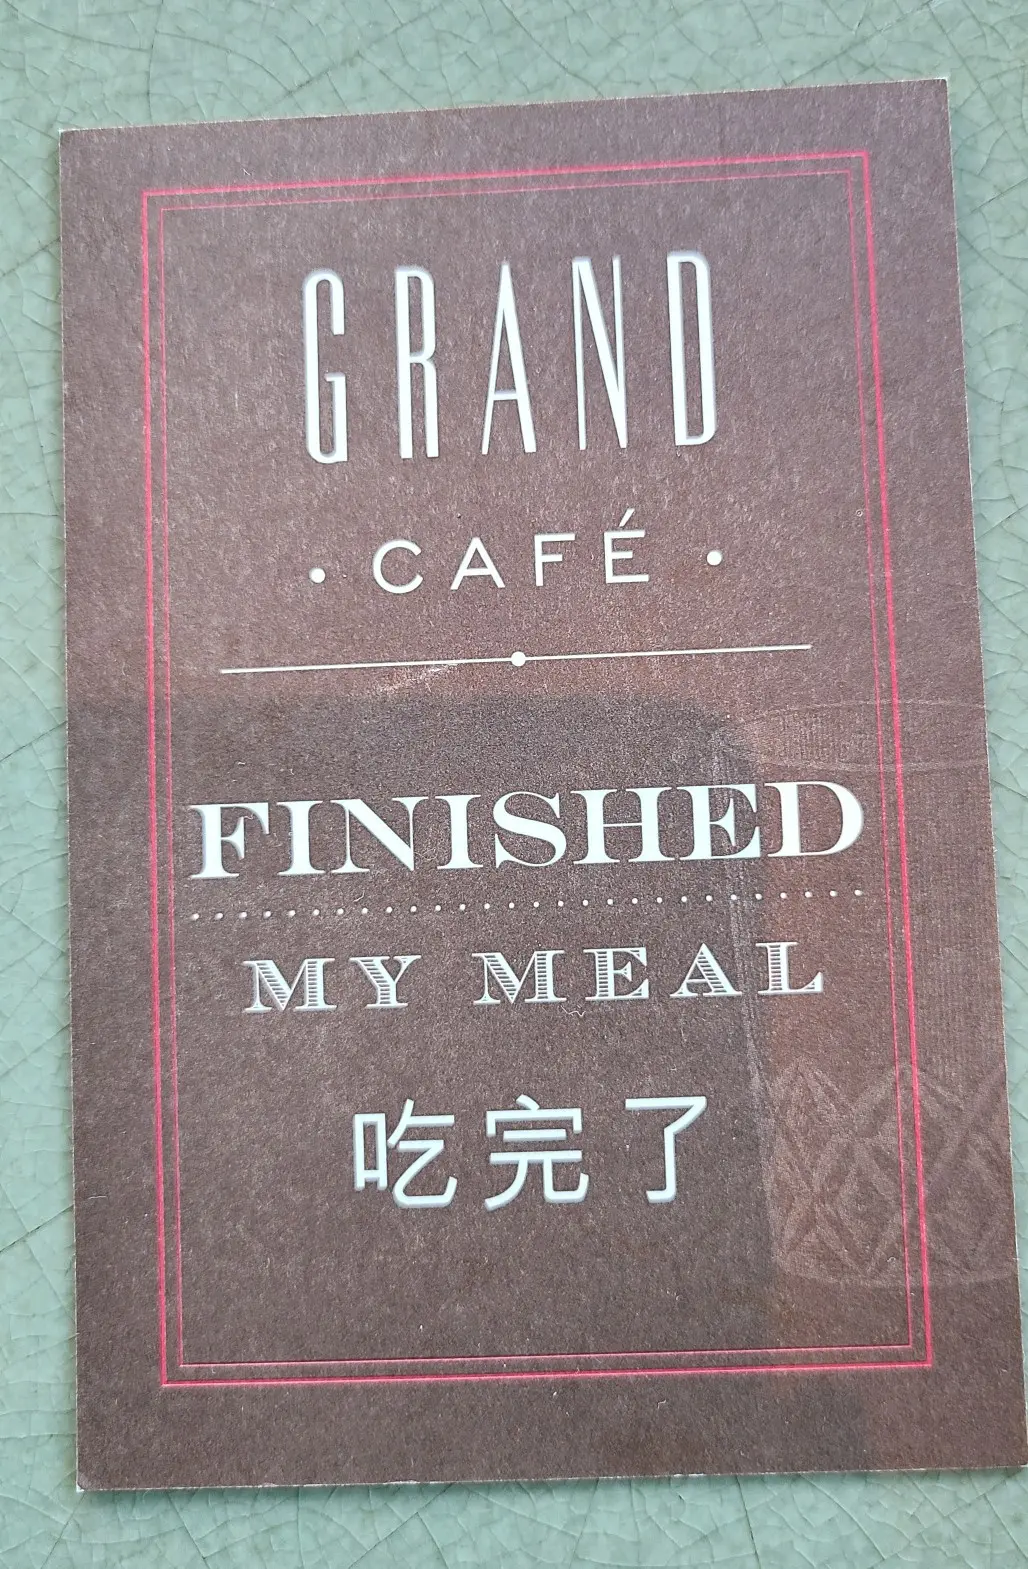 GRAND
· CAFÉ ·
FINISHED
MY MEAL
吃完了